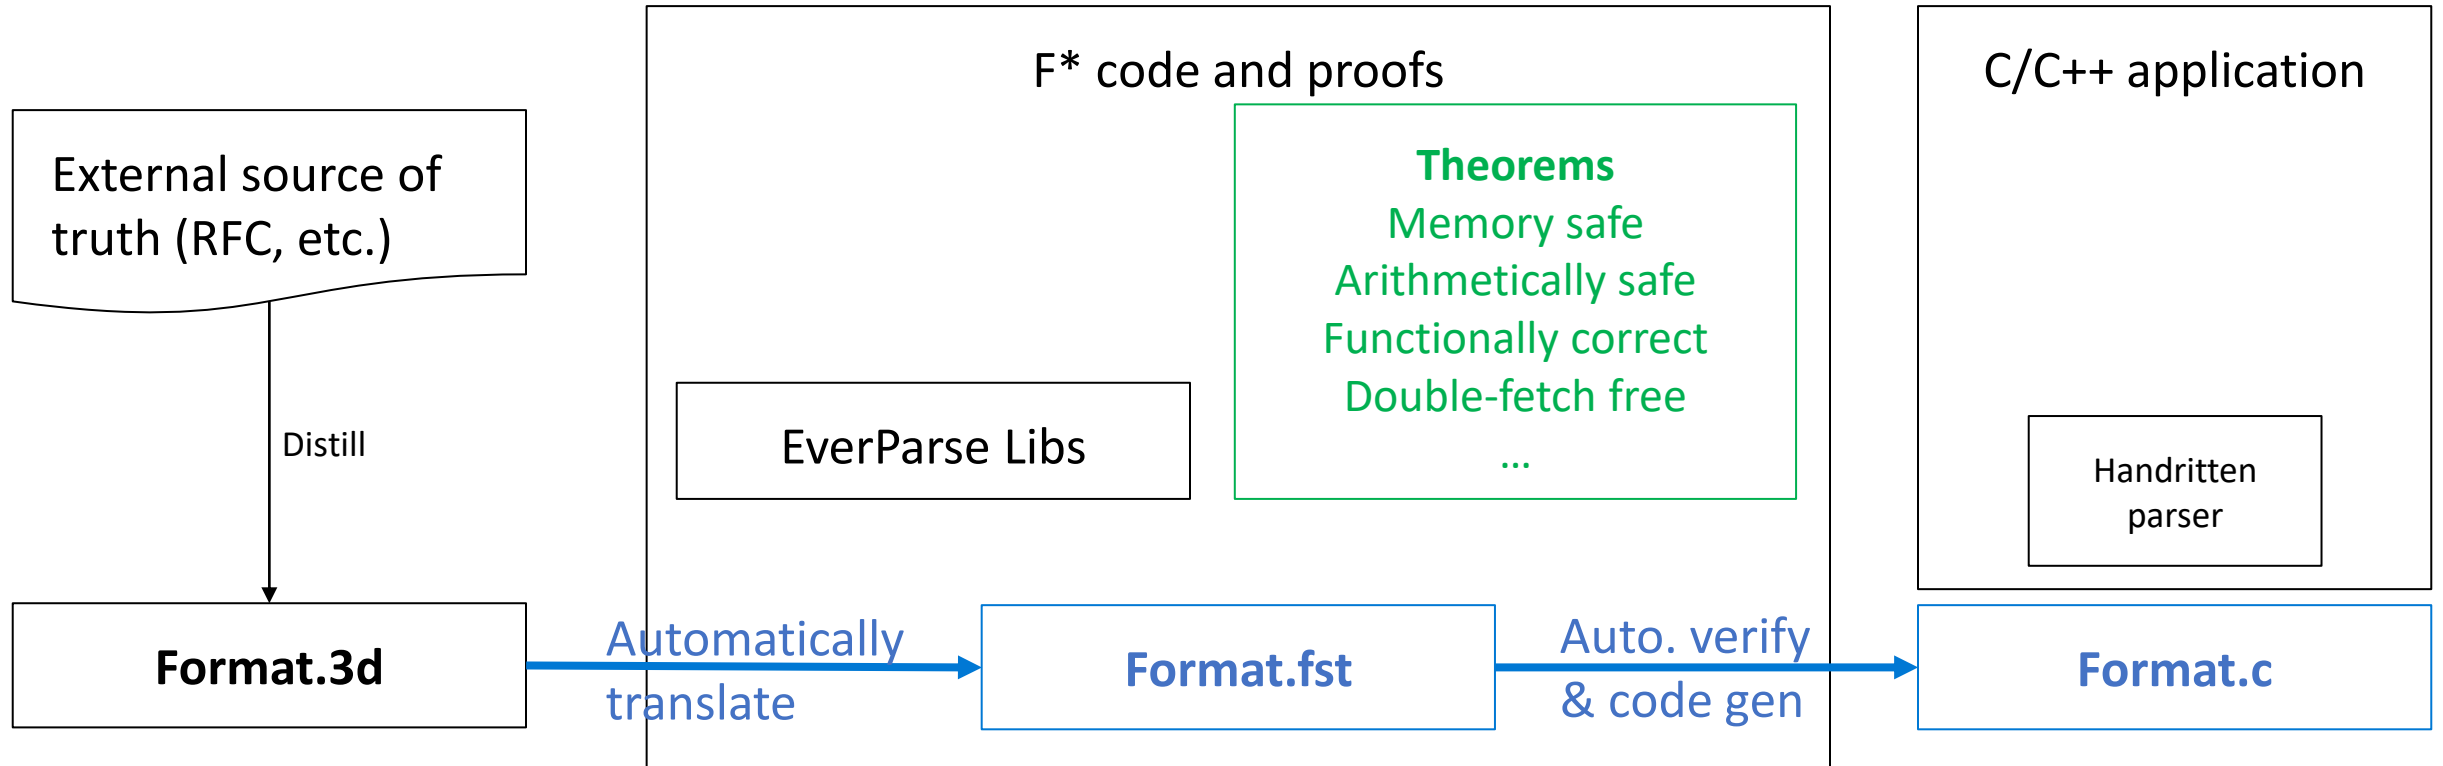 External source of
truth (RFC, etc.)
Distill
Format.3d
Automatically
translate
F* code and proofs
Theorems
Memory safe
Arithmetically safe
Functionally correct
Double-fetch free
...
EverParse Libs
Format.fst
Auto. verify
& code gen
C/C++ application
Handritten
parser
Format.c